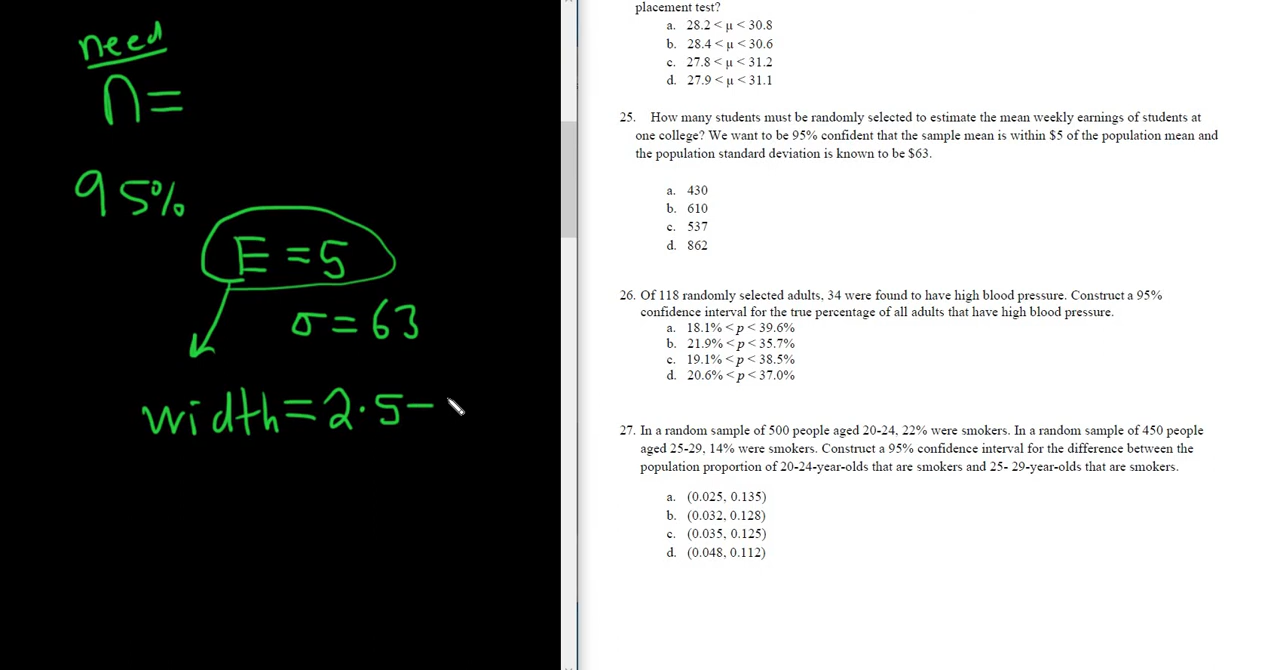 need
n=
95%
E = 5
σ = 63
width = 2·5 –
placement test?
a. 28.2 < μ < 30.8
b. 28.4 < μ < 30.6
c. 27.8 < μ < 31.2
d. 27.9 < μ < 31.1
25. How many students must be randomly selected to estimate the mean weekly earnings of students at
one college? We want to be 95% confident that the sample mean is within $5 of the population mean and
the population standard deviation is known to be $63.
a. 430
b. 610
c. 537
d. 862
26. Of 118 randomly selected adults, 34 were found to have high blood pressure. Construct a 95%
confidence interval for the true percentage of all adults that have high blood pressure.
a. 18.1% < p < 39.6%
b. 21.9% < p < 35.7%
c. 19.1% < p < 38.5%
d. 20.6% < p < 37.0%
27. In a random sample of 500 people aged 20-24, 22% were smokers. In a random sample of 450 people
aged 25-29, 14% were smokers. Construct a 95% confidence interval for the difference between the
population proportion of 20-24-year-olds that are smokers and 25- 29-year-olds that are smokers.
a. (0.025, 0.135)
b. (0.032, 0.128)
c. (0.035, 0.125)
d. (0.048, 0.112)